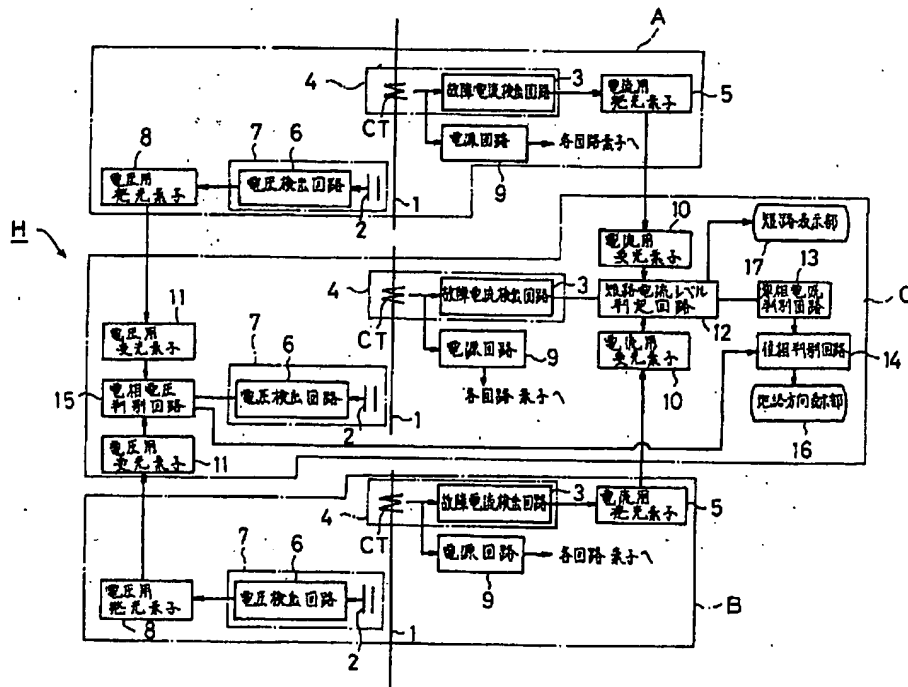 A
4
3
CT
故障電流検出回路
電流用
発光素子
5
電源回路
各回路素子へ
9
8
電圧用
発光素子
7
6
電圧検出回路
2
1
H
10
電流用
受光素子
短絡表示部
17
13
4
3
CT
故障電流検出回路
短絡電流レベル
判定回路
12
零相電流
判別回路
C
11
電圧用
受光素子
電源回路
9
電流用
受光素子
10
位相判別回路
14
各回路素子へ
15
電圧判別回路
7
6
電圧検出回路
2
1
地絡方向表示部
16
電圧用
受光素子
11
4
3
CT
故障電流検出回路
電流用
発光素子
5
電源回路
各回路素子へ
9
7
6
電圧検出回路
電圧用
発光素子
8
2
1
B